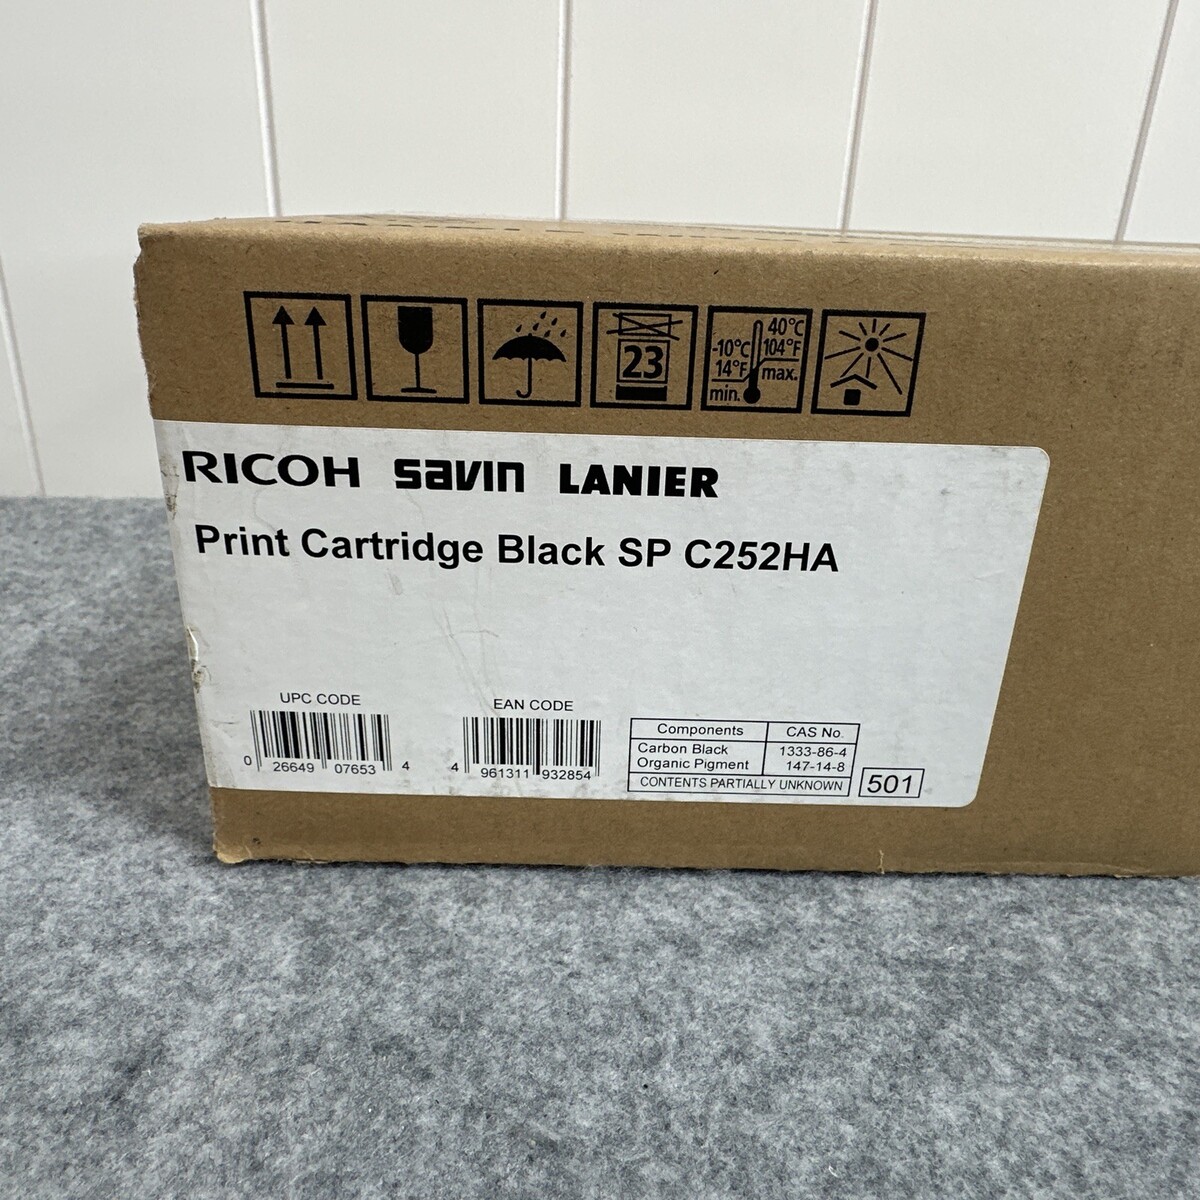 23
-10°C
14°F
min.
40°C
104°F
max.
RICOH savin LANIER
Print Cartridge Black SP C252HA
UPC CODE
0 26649 07653 4
EAN CODE
4 961311 932854
Components CAS No.
Carbon Black 1333-86-4
Organic Pigment 147-14-8
CONTENTS PARTIALLY UNKNOWN
501